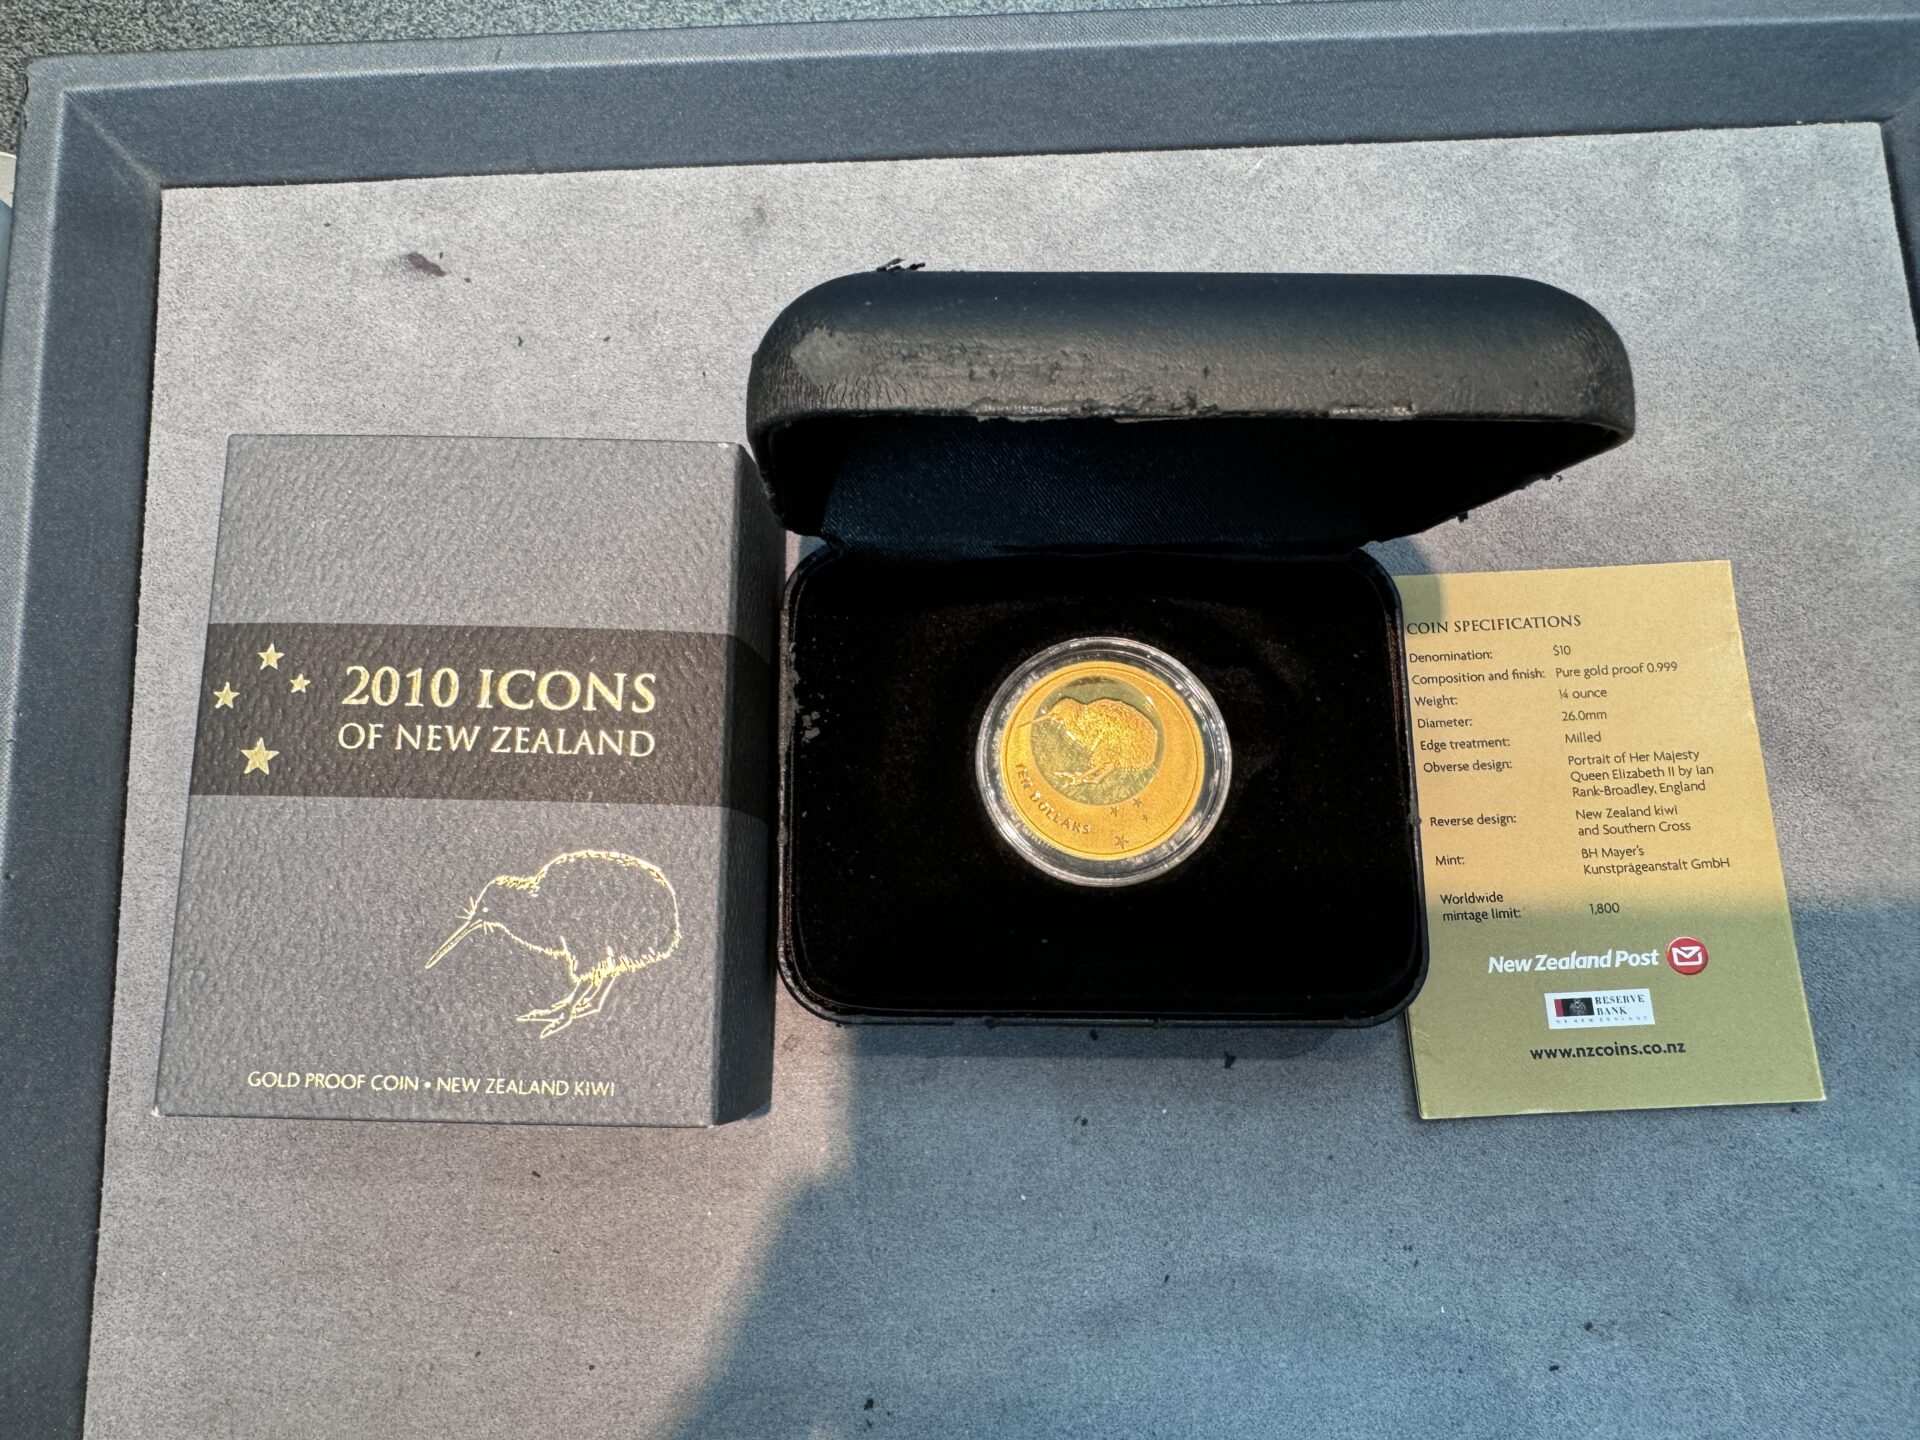 2010 ICONS
OF NEW ZEALAND
GOLD PROOF COIN • NEW ZEALAND KIWI
TEN DOLLARS
COIN SPECIFICATIONS
Denomination: $10
Composition and finish: Pure gold proof 0.999
Weight: ¼ ounce
Diameter: 26.0mm
Edge treatment: Milled
Obverse design: Portrait of Her Majesty
Queen Elizabeth II by Ian
Rank-Broadley, England
Reverse design: New Zealand kiwi
and Southern Cross
Mint: BH Mayer's
Kunstprägeanstalt GmbH
Worldwide
mintage limit: 1,800
New Zealand Post
RESERVE
BANK
OF NEW ZEALAND
www.nzcoins.co.nz